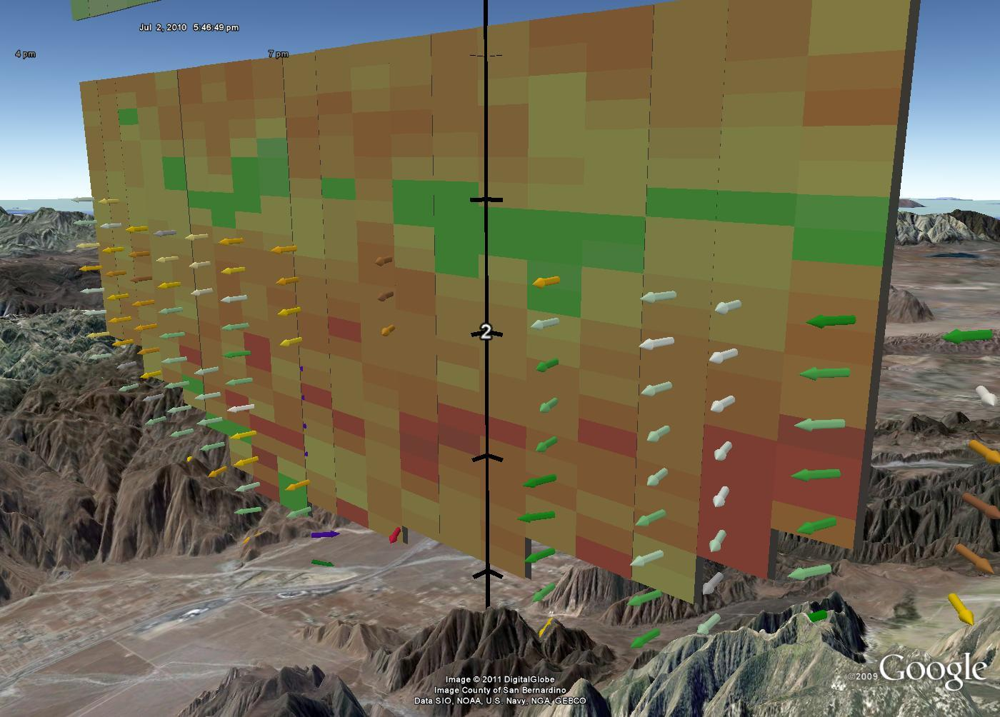 Jul 2, 2010 5:46:49 pm
4 pm
7 pm
2
©2009 Google
Image © 2011 DigitalGlobe
Image County of San Bernardino
Data SIO, NOAA, U.S. Navy, NGA, GEBCO